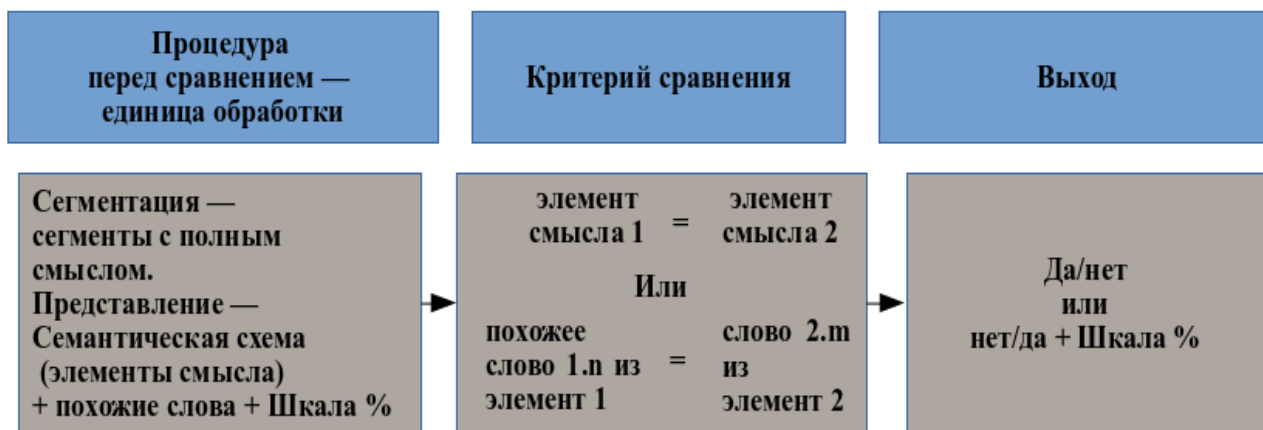 Процедура
перед сравнением —
единица обработки
Критерий сравнения
Выход
Сегментация —
сегменты с полным
смыслом.
Представление —
Семантическая схема
(элементы смысла)
+ похожие слова + Шкала %
элемент элемент
смысла 1 = смысла 2
Или
похожее слово 2.m
слово 1.n из = из
элемент 1 элемент 2
Да/нет
или
нет/да + Шкала %